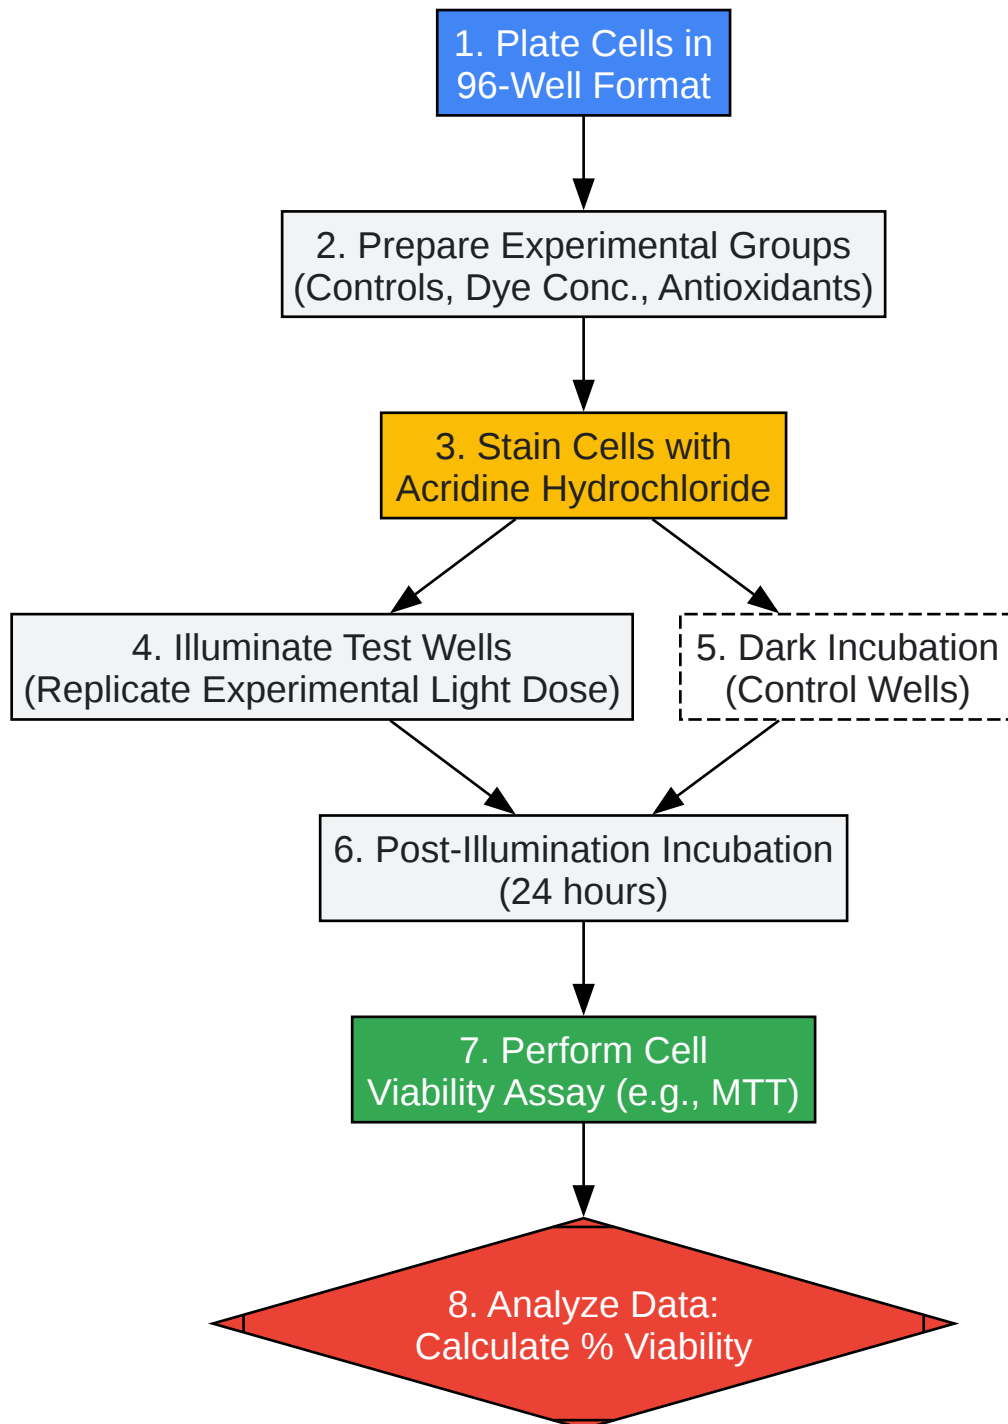 1. Plate Cells in
96-Well Format
2. Prepare Experimental Groups
(Controls, Dye Conc., Antioxidants)
3. Stain Cells with
Acridine Hydrochloride
4. Illuminate Test Wells
(Replicate Experimental Light Dose)
5. Dark Incubation
(Control Wells)
6. Post-Illumination Incubation
(24 hours)
7. Perform Cell
Viability Assay (e.g., MTT)
8. Analyze Data:
Calculate % Viability